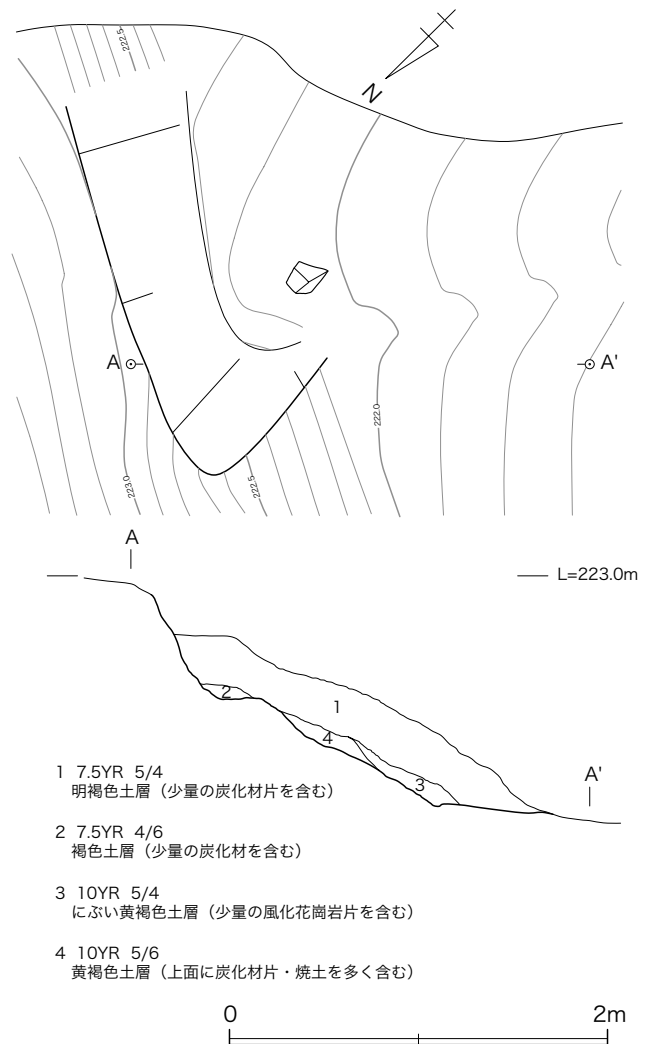 222.5
N
A
A'
222.0
223.0
222.5
A
L=223.0m
1
2
4
3
A'
1 7.5YR 5/4
明褐色土層（少量の炭化材片を含む）
2 7.5YR 4/6
褐色土層（少量の炭化材を含む）
3 10YR 5/4
にぶい黄褐色土層（少量の風化花崗岩片を含む）
4 10YR 5/6
黄褐色土層（上面に炭化材片・焼土を多く含む）
0 2m